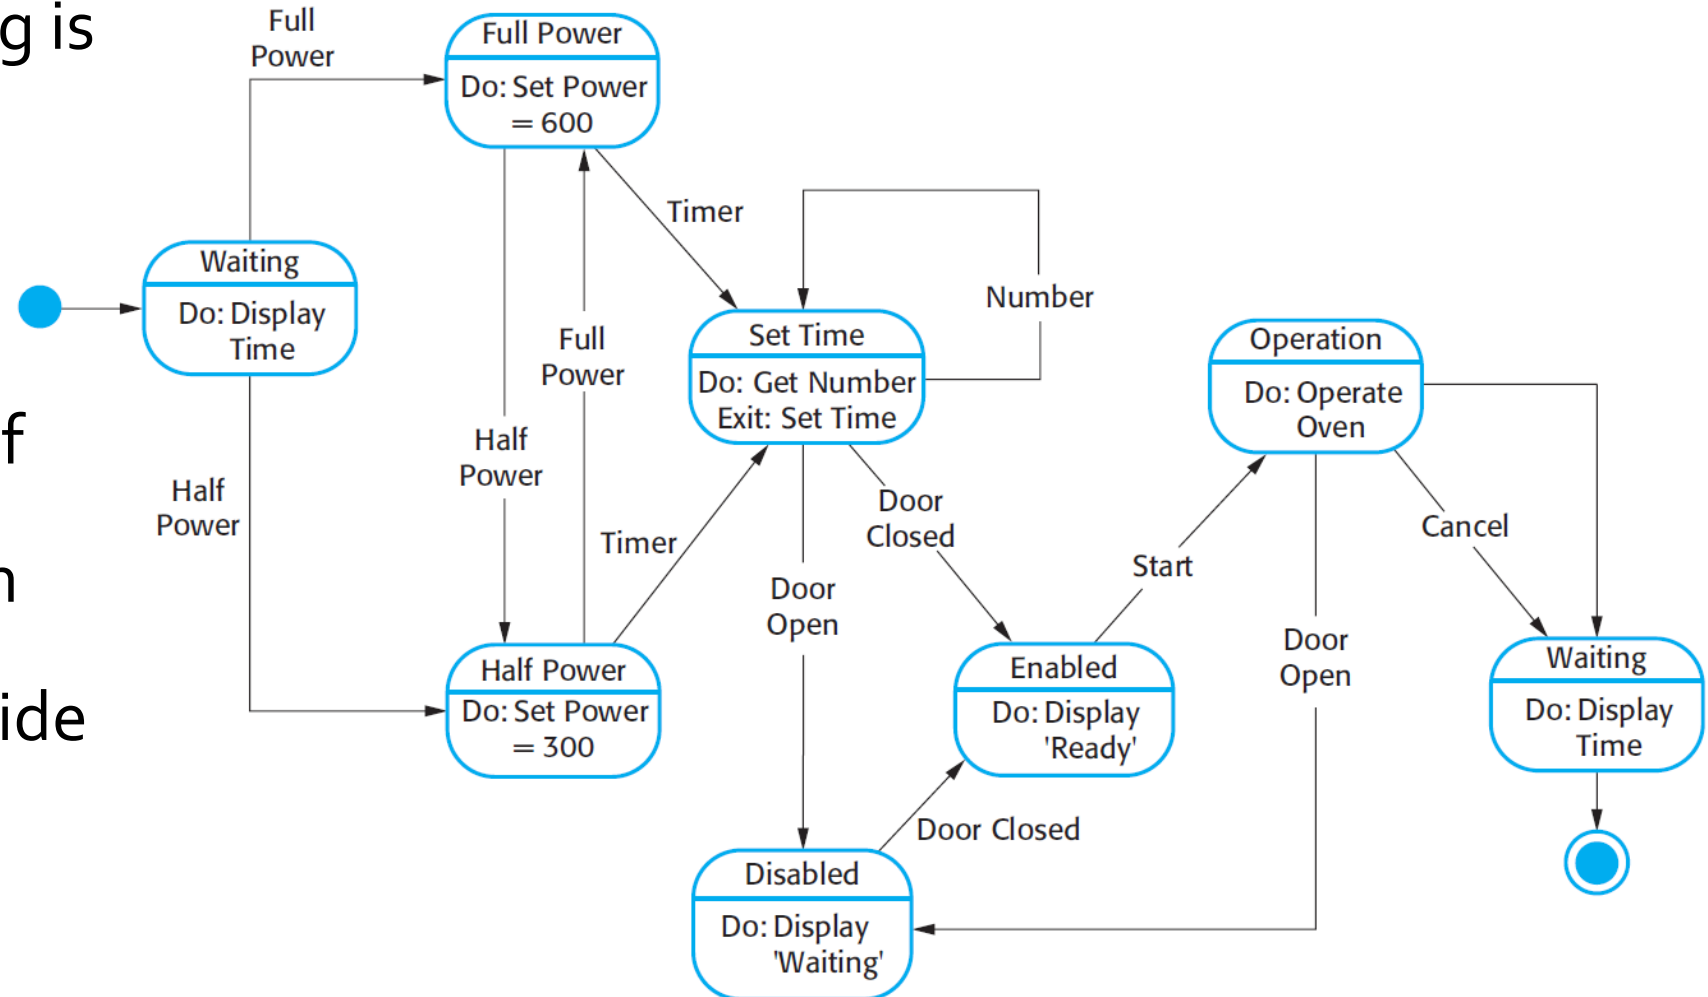 g is
f
n
ide
Full
Power
Full Power
Do: Set Power
= 600
Timer
Waiting
Do: Display
Time
Number
Full
Power
Set Time
Do: Get Number
Exit: Set Time
Operation
Do: Operate
Oven
Half
Power
Half
Power
Timer
Door
Closed
Cancel
Start
Door
Open
Door
Open
Half Power
Do: Set Power
= 300
Enabled
Do: Display
'Ready'
Waiting
Do: Display
Time
Door Closed
Disabled
Do: Display
'Waiting'